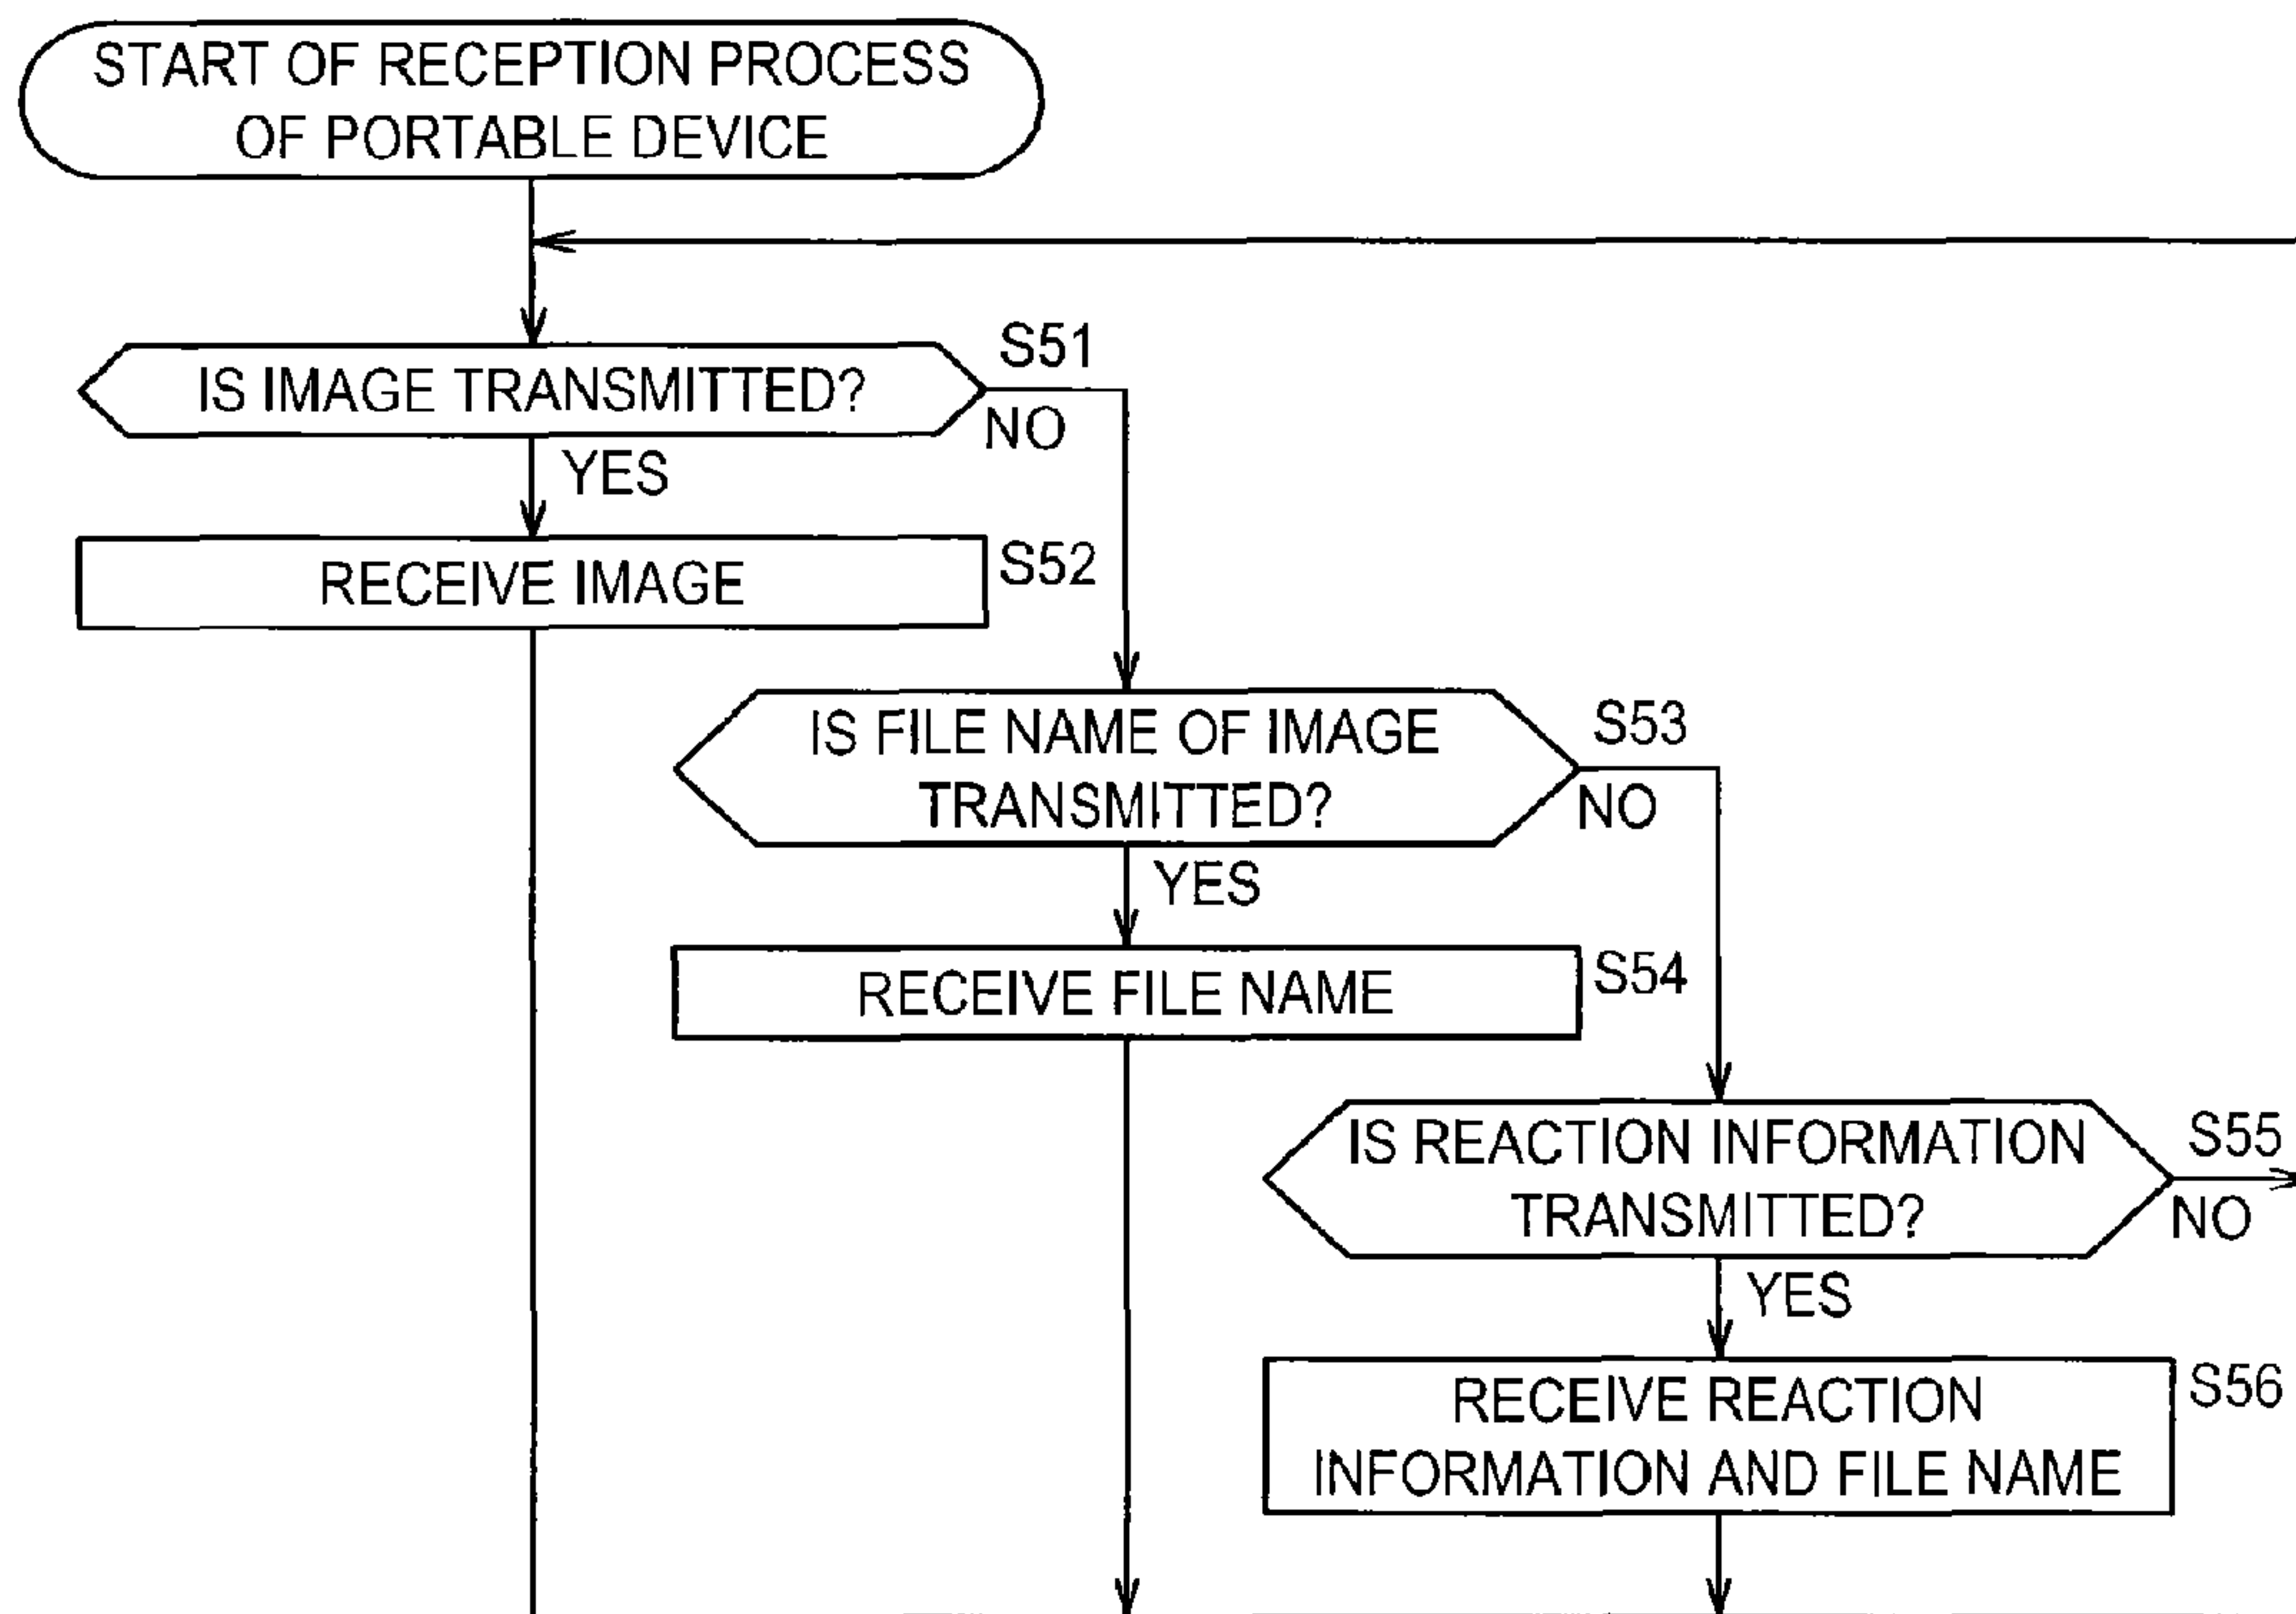 START OF RECEPTION PROCESS
OF PORTABLE DEVICE
S51
IS IMAGE TRANSMITTED?
NO
YES
S52
RECEIVE IMAGE
S53
IS FILE NAME OF IMAGE
TRANSMITTED?
NO
YES
S54
RECEIVE FILE NAME
S55
IS REACTION INFORMATION
TRANSMITTED?
NO
YES
S56
RECEIVE REACTION
INFORMATION AND FILE NAME